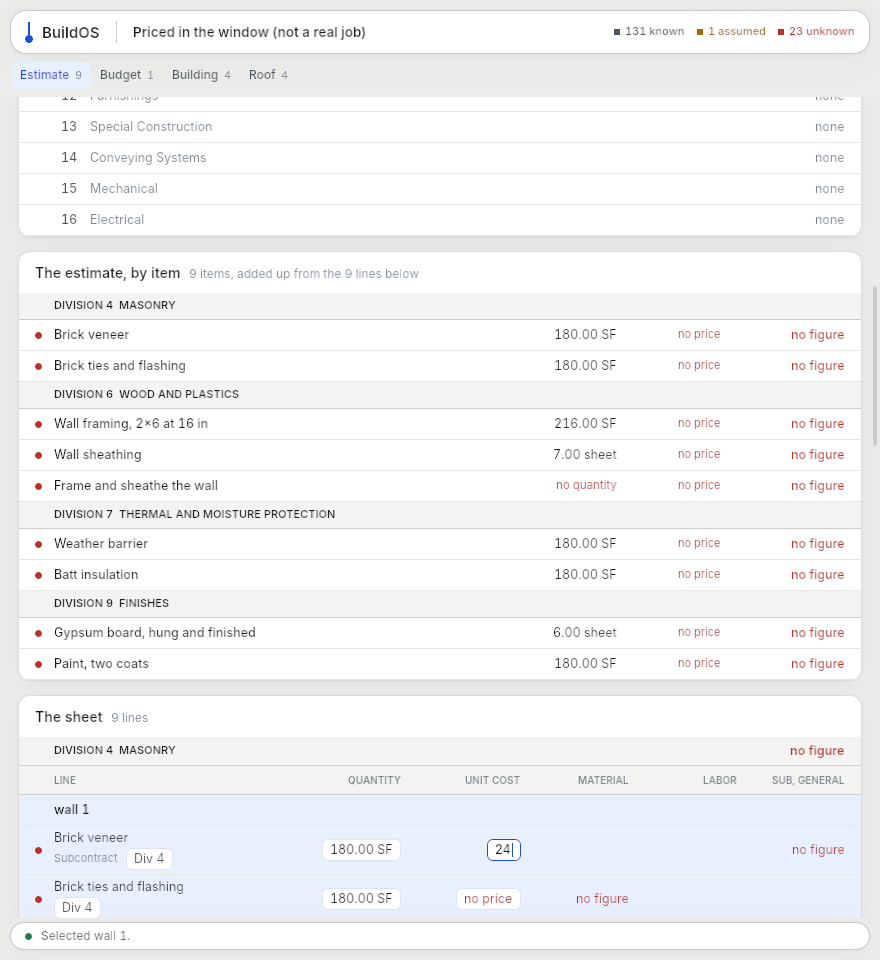 BuildOS Priced in the window (not a real job) 131 known 1 assumed 23 unknown
Estimate 9 Budget 1 Building 4 Roof 4
12 Furnishings none
13 Special Construction none
14 Conveying Systems none
15 Mechanical none
16 Electrical none
The estimate, by item 9 items, added up from the 9 lines below
DIVISION 4 MASONRY
Brick veneer 180.00 SF no price no figure
Brick ties and flashing 180.00 SF no price no figure
DIVISION 6 WOOD AND PLASTICS
Wall framing, 2×6 at 16 in 216.00 SF no price no figure
Wall sheathing 7.00 sheet no price no figure
Frame and sheathe the wall no quantity no price no figure
DIVISION 7 THERMAL AND MOISTURE PROTECTION
Weather barrier 180.00 SF no price no figure
Batt insulation 180.00 SF no price no figure
DIVISION 9 FINISHES
Gypsum board, hung and finished 6.00 sheet no price no figure
Paint, two coats 180.00 SF no price no figure
The sheet 9 lines
DIVISION 4 MASONRY no figure
LINE QUANTITY UNIT COST MATERIAL LABOR SUB, GENERAL
wall 1
Brick veneer
Subcontract Div 4 180.00 SF 24 no figure
Brick ties and flashing
Div 4 180.00 SF no price no figure
Selected wall 1.